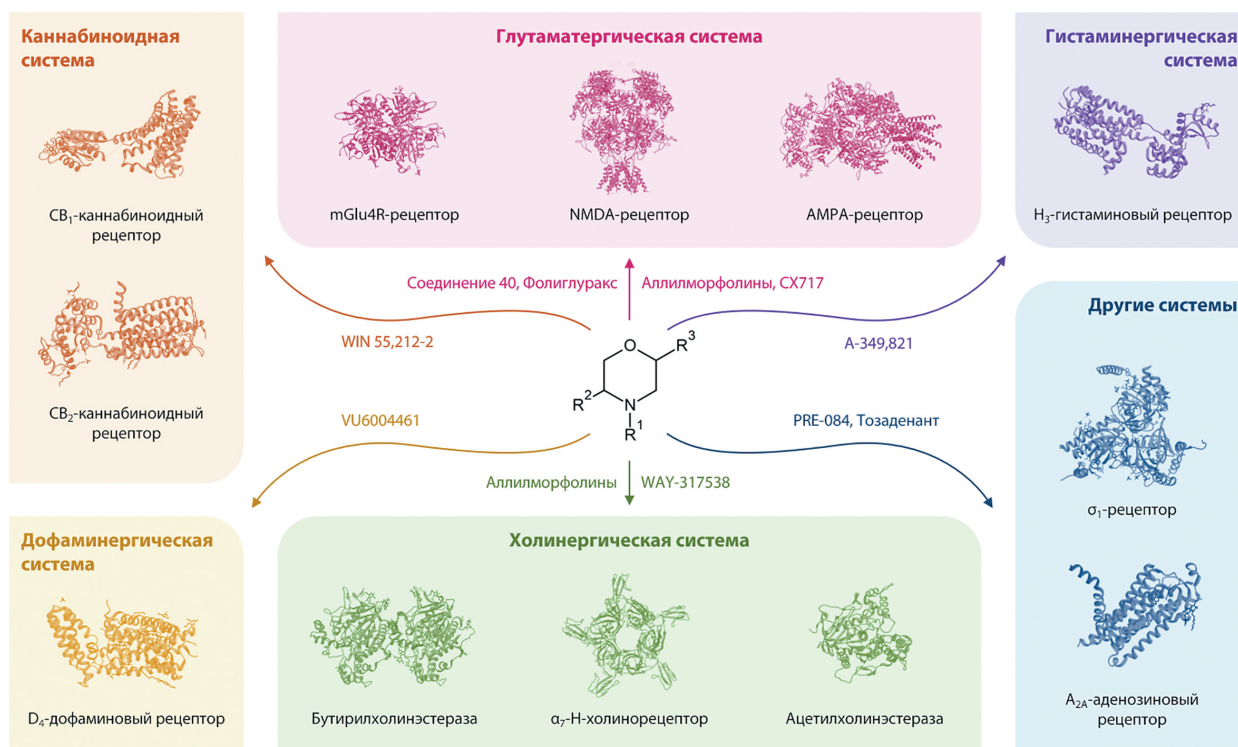 Каннабиноидная
система
CB₁-каннабиноидный
рецептор
CB₂-каннабиноидный
рецептор
Глутаматергическая система
mGlu4R-рецептор
NMDA-рецептор
AMPA-рецептор
Гистаминергическая
система
H₃-гистаминовый рецептор
Соединение 40, Фолиглуракс
Аллилморфолины, CX717
WIN 55,212-2
A-349,821
O
R³
R²
N
R¹
VU6004461
PRE-084, Тозаденант
Аллилморфолины
WAY-317538
Другие системы
σ₁-рецептор
A₂A-аденозиновый
рецептор
Дофаминергическая
система
D₄-дофаминовый рецептор
Холинергическая система
Бутирилхолинэстераза
α₇-Н-холинорецептор
Ацетилхолинэстераза